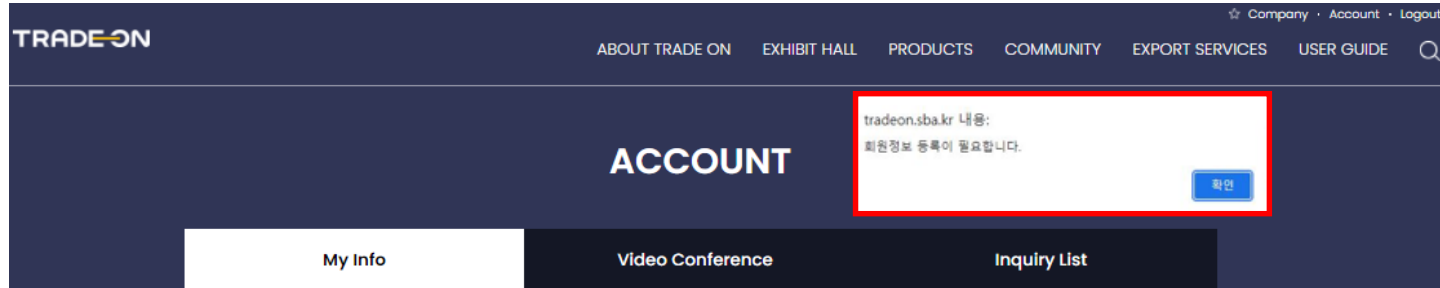 ☆ Company · Account · Logout
TRADE ON
ABOUT TRADE ON EXHIBIT HALL PRODUCTS COMMUNITY EXPORT SERVICES USER GUIDE
tradeon.sba.kr 내용:
회원정보 등록이 필요합니다.
확인
ACCOUNT
My Info Video Conference Inquiry List